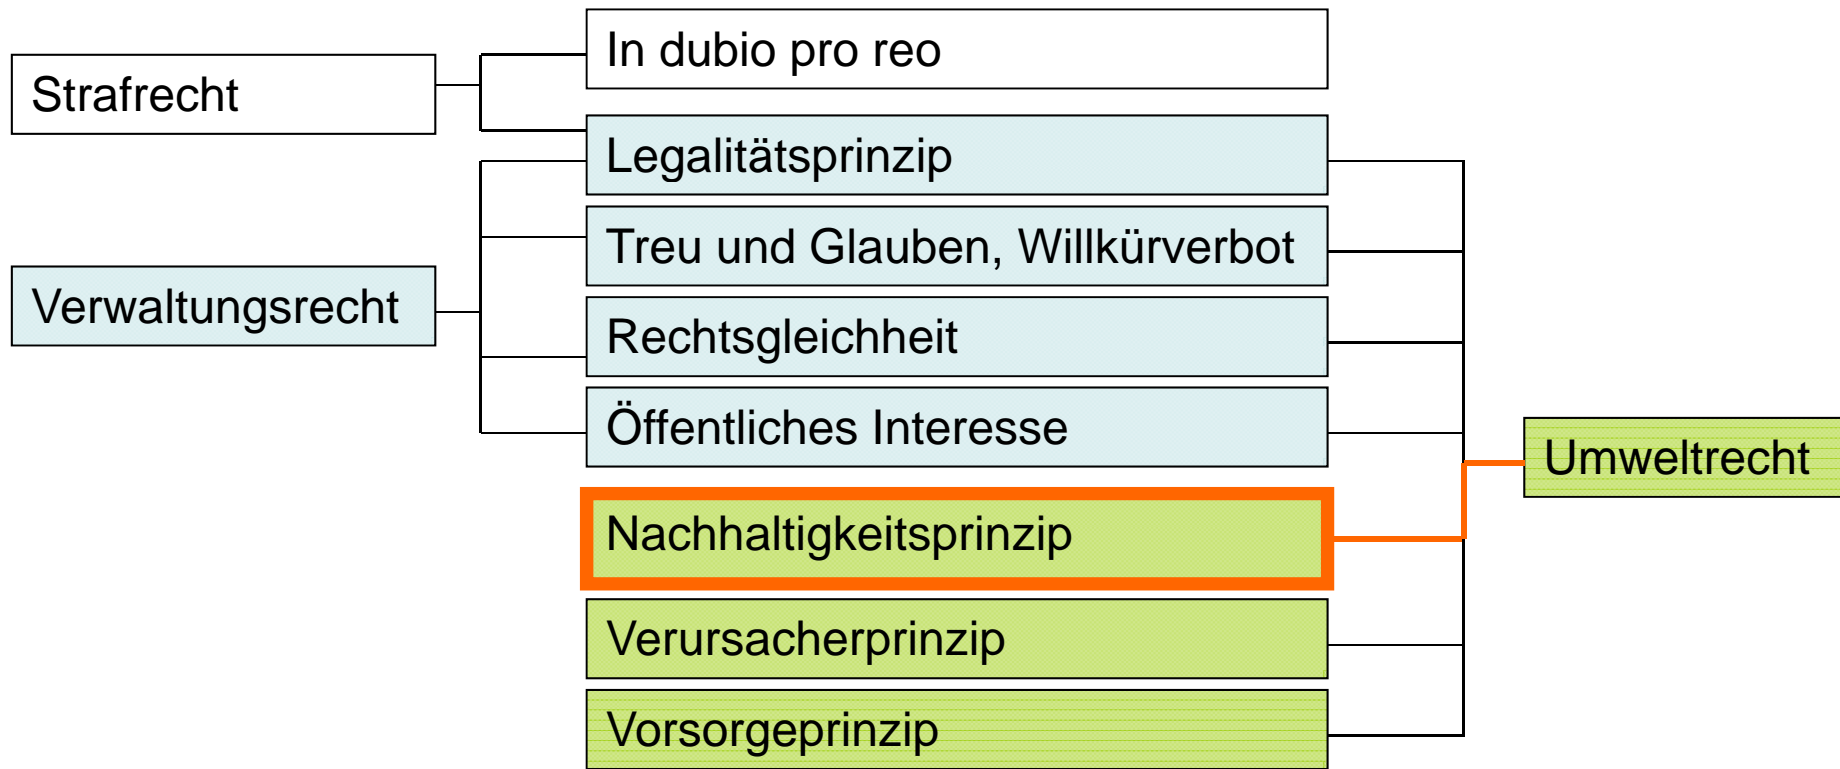 Strafrecht
Verwaltungsrecht
In dubio pro reo
Legalitätsprinzip
Treu und Glauben, Willkürverbot
Rechtsgleichheit
Öffentliches Interesse
Nachhaltigkeitsprinzip
Verursacherprinzip
Vorsorgeprinzip
Umweltrecht